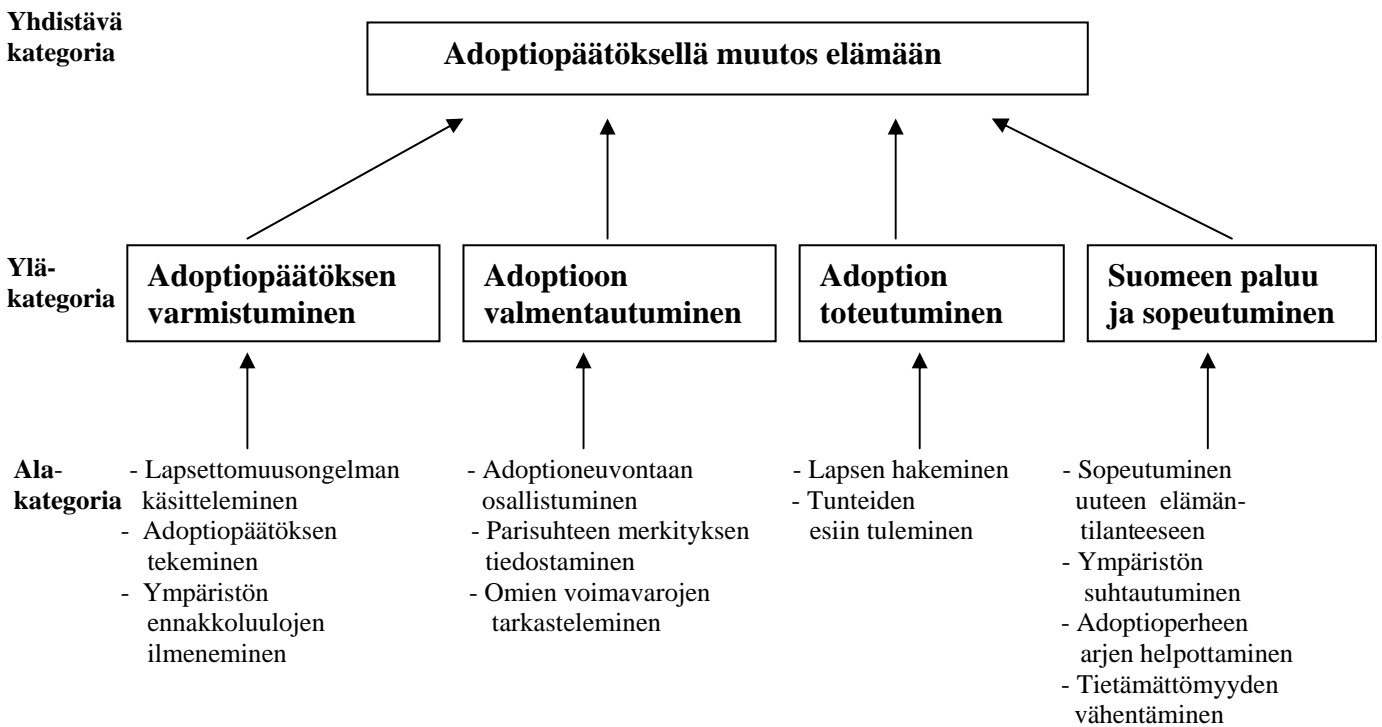 Yhdistävä
kategoria
Adoptiopäätöksellä muutos elämään
Ylä-
kategoria
Adoptiopäätöksen
varmistuminen
Adoptioon
valmentautuminen
Adoption
toteutuminen
Suomeen paluu
ja sopeutuminen
Ala-
kategoria
- Lapsettomuusongelman
käsitteleminen
- Adoptiopäätöksen
tekeminen
- Ympäristön
ennakkoluulojen
ilmeneminen
- Adoptioneuvontaan
osallistuminen
- Parisuhteen merkityksen
tiedostaminen
- Omien voimavarojen
tarkasteleminen
- Lapsen hakeminen
- Tunteiden
esiin tuleminen
- Sopeutuminen
uuteen elämän-
tilanteeseen
- Ympäristön
suhtautuminen
- Adoptioperheen
arjen helpottaminen
- Tietämättömyyden
vähentäminen